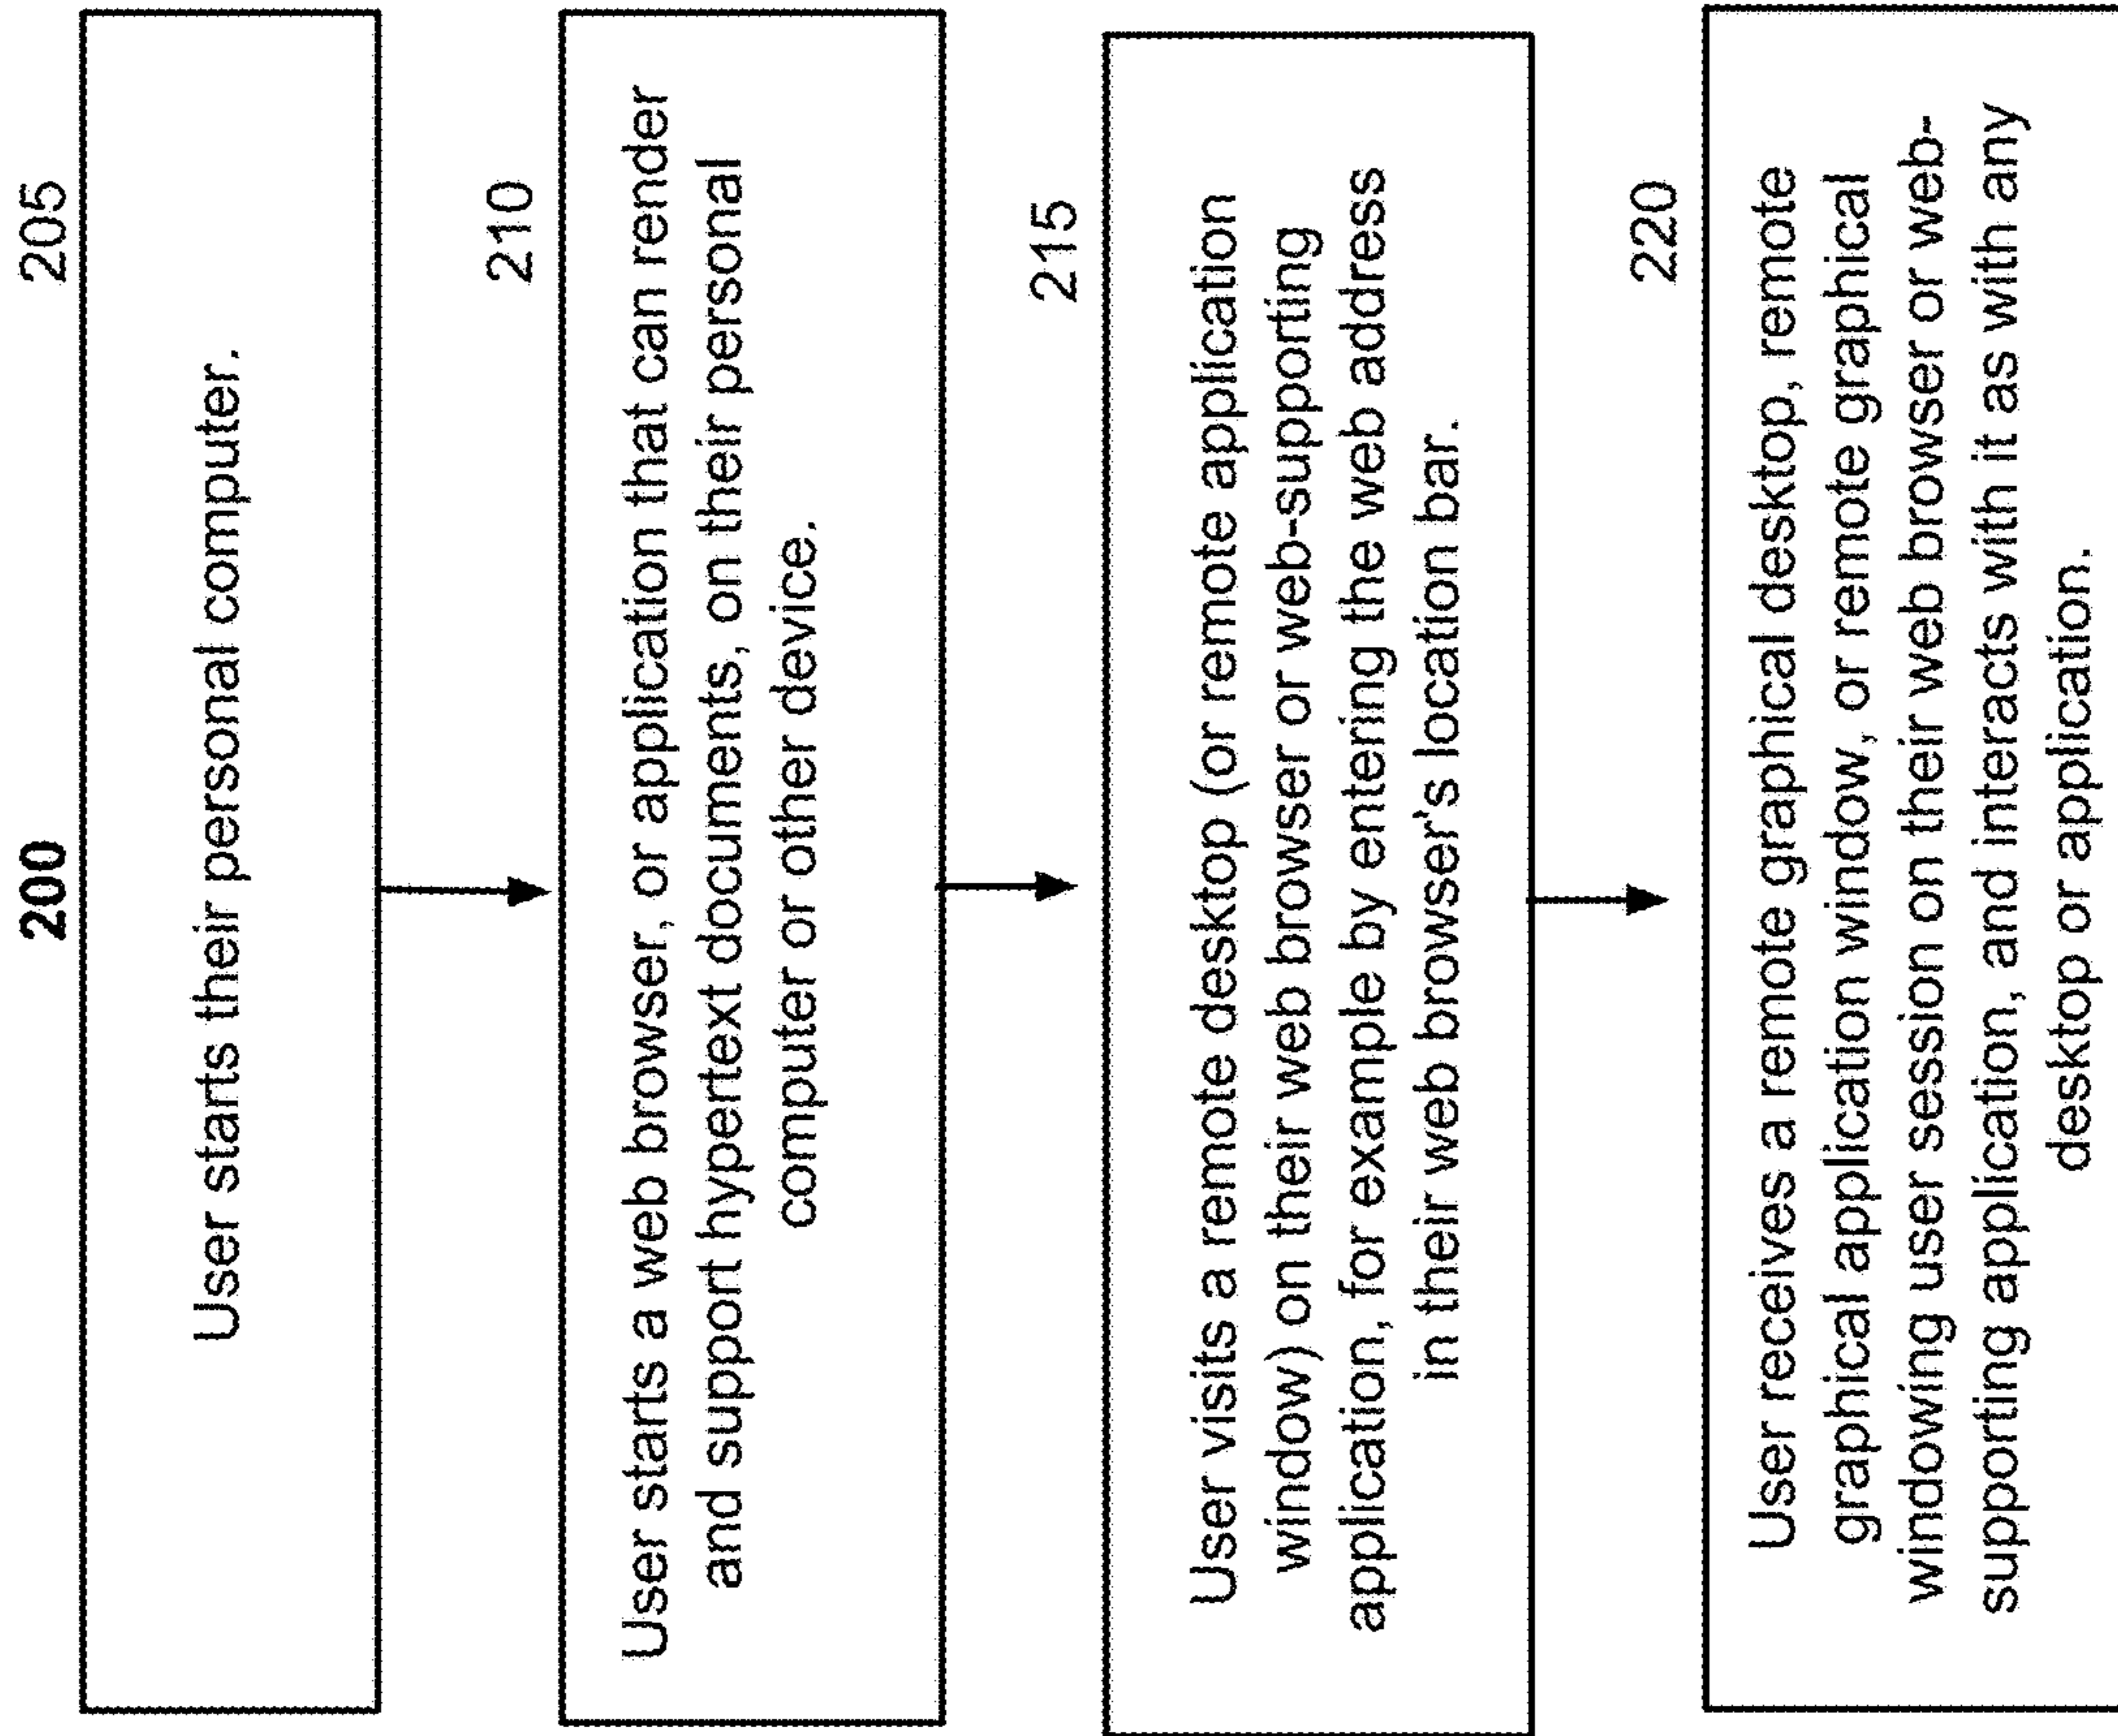 200
205
User starts their personal computer.
210
User starts a web browser, or application that can render
and support hypertext documents, on their personal
computer or other device.
215
User visits a remote desktop (or remote application
window) on their web browser or web-supporting
application, for example by entering the web address
in their web browser's location bar.
220
User receives a remote graphical desktop, remote
graphical application window, or remote graphical
windowing user session on their web browser or web-
supporting application, and interacts with it as with any
desktop or application.